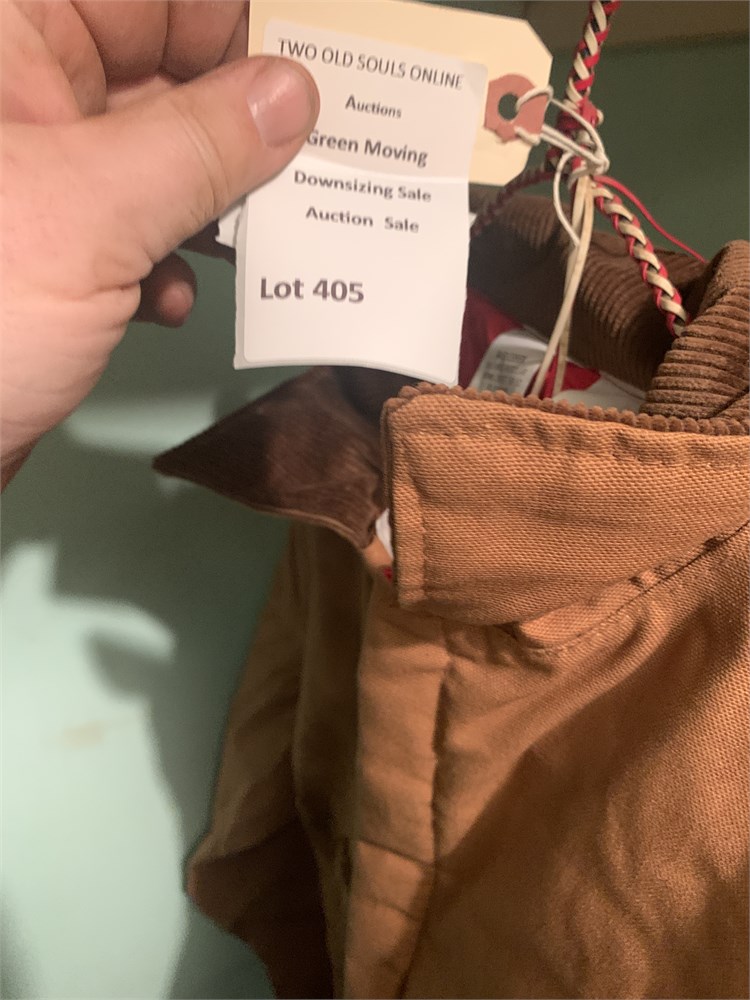 TWO OLD SOULS ONLINE
Auctions
Green Moving
Downsizing Sale
Auction Sale
Lot 405